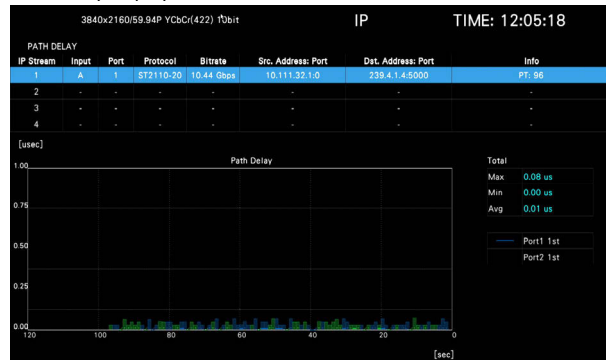 3840x2160/59.94P YCbCr(422) 10bit IP TIME: 12:05:18
PATH DELAY
IP Stream Input Port Protocol Bitrate Src. Address: Port Dst. Address: Port Info
1 A 1 ST2110-20 10.44 Gbps 10.111.32.1:0 239.4.1.4:5000 PT: 96
2 - - - - - - -
3 - - - - - - -
4 - - - - - - -
[usec]
Path Delay Total
1.00
Max 0.08 us
Min 0.00 us
0.75
Avg 0.01 us
Port1 1st
0.50
Port2 1st
0.25
0.00
120 100 80 60 40 20 0
[sec]